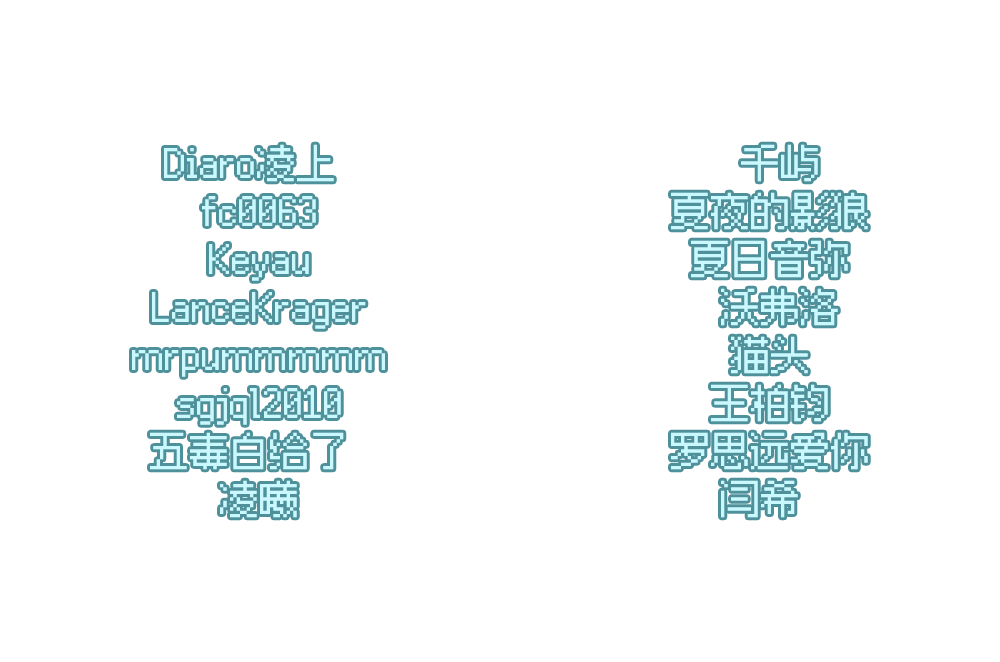 Diaro凌上
fc0063
Keyau
LanceKrager
mrpummmmm
sgjql2010
五毒白给了
凌曦
千屿
夏夜的影狼
夏日音弥
沃弗洛
猫头
王柏钧
罗思远爱你
闫希